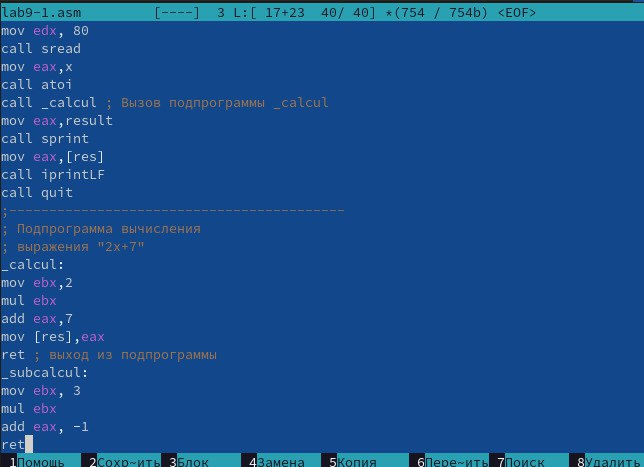 lab9-1.asm [----] 3 L:[ 17+23 40/ 40] *(754 / 754b) <EOF>
mov edx, 80
call sread
mov eax,x
call atoi
call _calcul ; Вызов подпрограммы _calcul
mov eax,result
call sprint
mov eax,[res]
call iprintLF
call quit
;------------------------------------------
; Подпрограмма вычисления
; выражения "2x+7"
_calcul:
mov ebx,2
mul ebx
add eax,7
mov [res],eax
ret ; выход из подпрограммы
_subcalcul:
mov ebx, 3
mul ebx
add eax, -1
ret
1Помощь 2Сохр~ить 3Блок 4Замена 5Копия 6Пере~ить 7Поиск 8Удалить